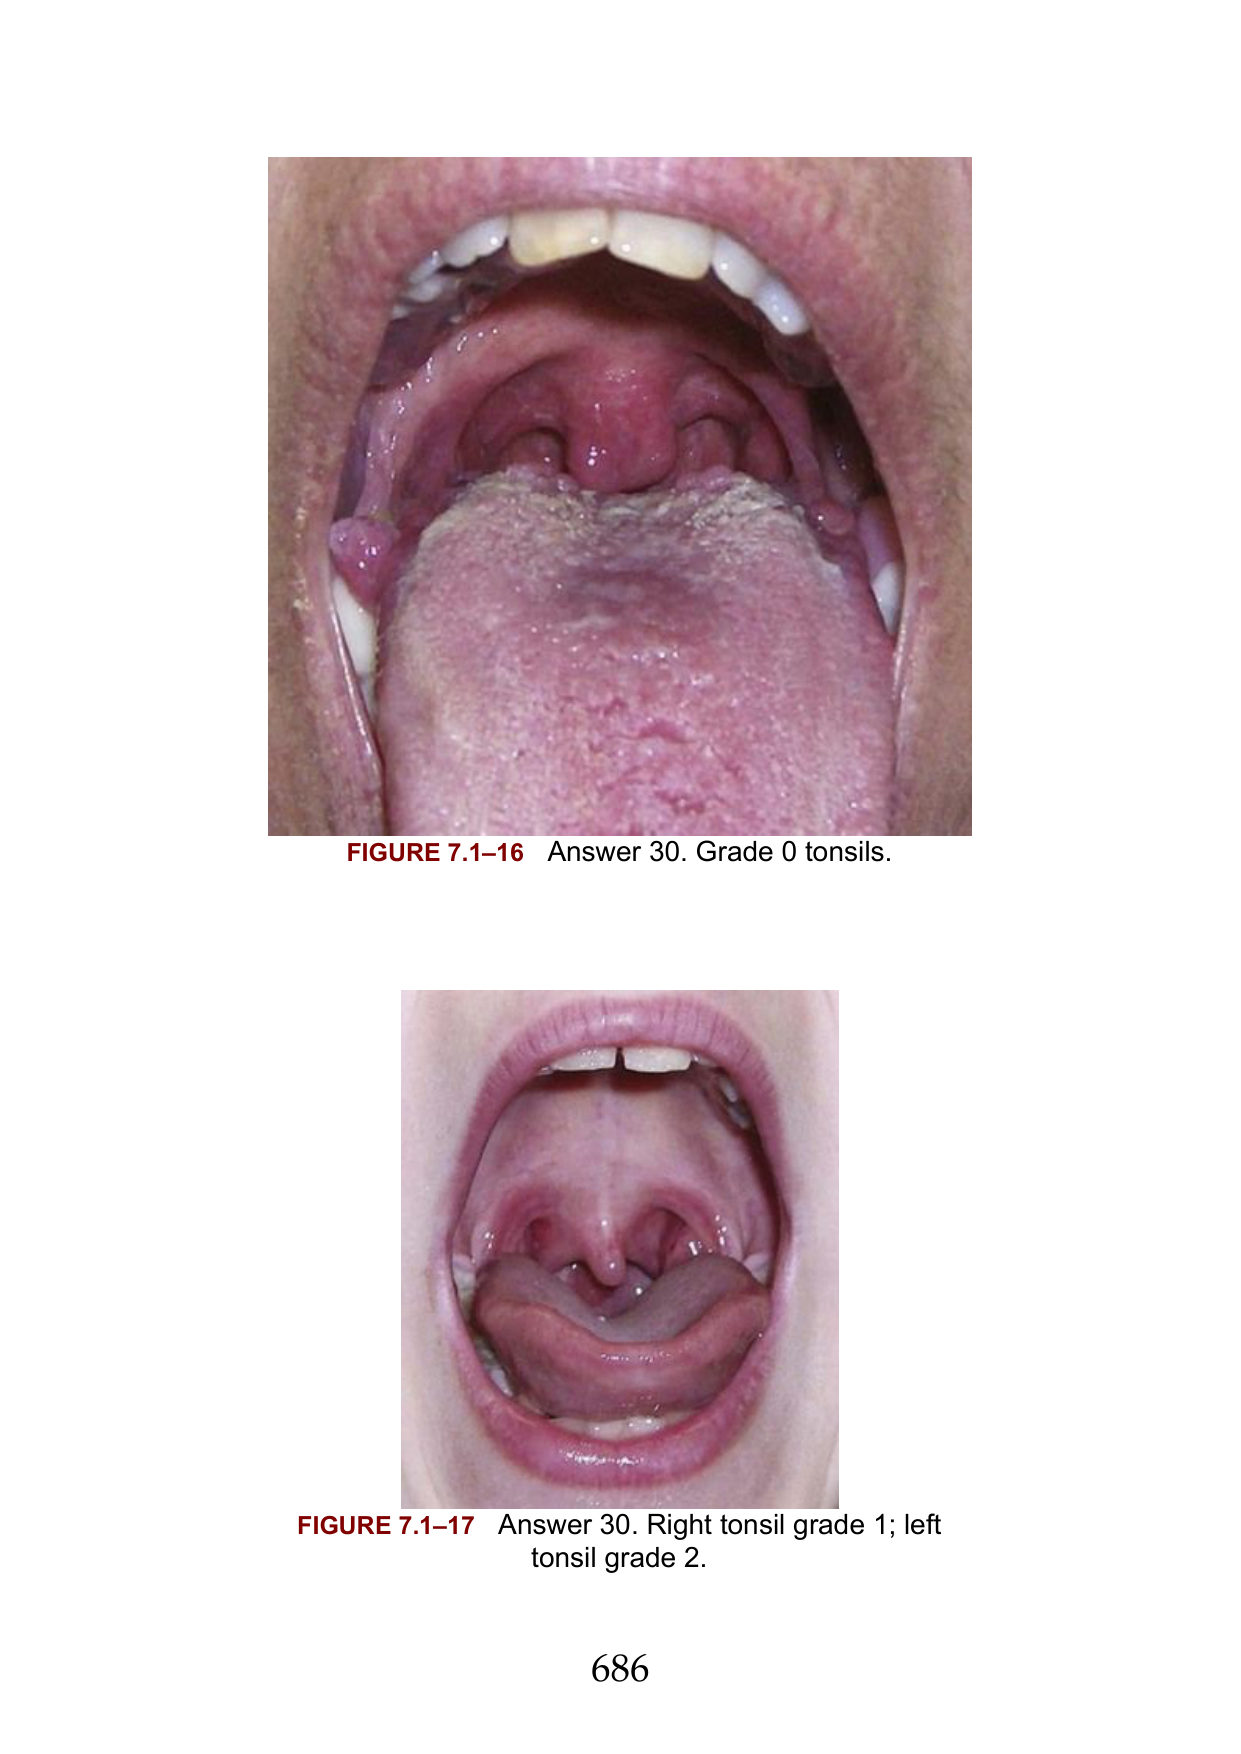 FIGURE 7.1–16 Answer 30. Grade 0 tonsils.
FIGURE 7.1–17 Answer 30. Right tonsil grade 1; left
tonsil grade 2.
686